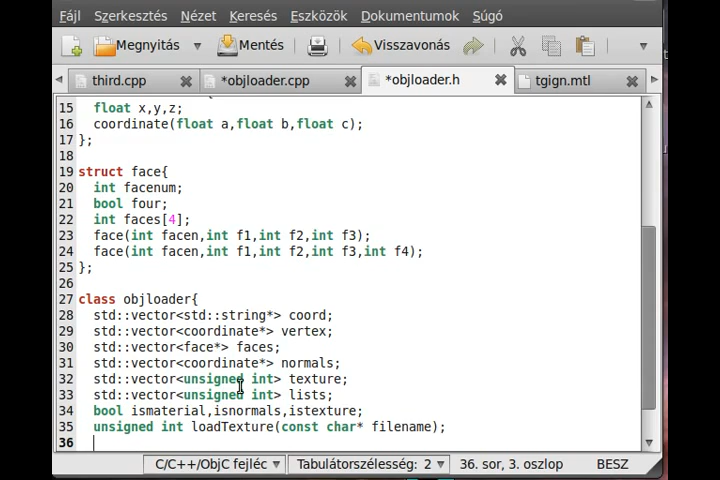 Fájl Szerkesztés Nézet Keresés Eszközök Dokumentumok Súgó
Megnyitás Mentés Visszavonás
third.cpp *objloader.cpp *objloader.h tgign.mtl
15 float x,y,z;
16 coordinate(float a,float b,float c);
17 };
18
19 struct face{
20 int facenum;
21 bool four;
22 int faces[4];
23 face(int facen,int f1,int f2,int f3);
24 face(int facen,int f1,int f2,int f3,int f4);
25 };
26
27 class objloader{
28 std::vector<std::string*> coord;
29 std::vector<coordinate*> vertex;
30 std::vector<face*> faces;
31 std::vector<coordinate*> normals;
32 std::vector<unsigned int> texture;
33 std::vector<unsigned int> lists;
34 bool ismaterial,isnormals,istexture;
35 unsigned int loadTexture(const char* filename);
36
C/C++/ObjC fejléc Tabulátorszélesség: 2 36. sor, 3. oszlop BESZ